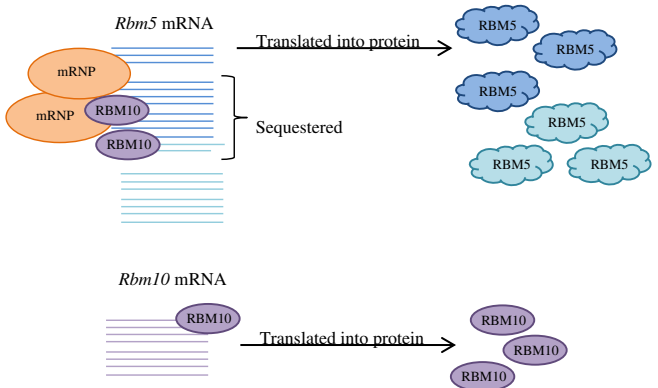 Rbm5 mRNA
Translated into protein
RBM5
RBM5
mRNP
RBM5
mRNP
RBM10
Sequestered
RBM5
RBM10
RBM5
RBM5
Rbm10 mRNA
RBM10
Translated into protein
RBM10
RBM10
RBM10